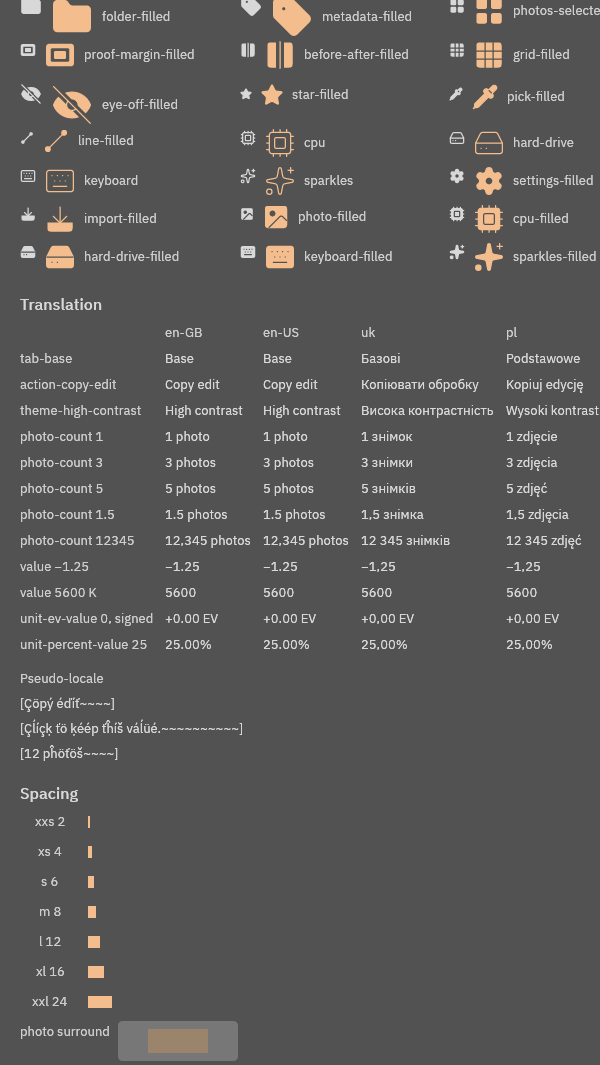 folder-filled metadata-filled photos-selecte
proof-margin-filled before-after-filled grid-filled
eye-off-filled star-filled pick-filled
line-filled cpu hard-drive
keyboard sparkles settings-filled
import-filled photo-filled cpu-filled
hard-drive-filled keyboard-filled sparkles-filled
Translation
en-GB en-US uk pl
tab-base Base Base Базові Podstawowe
action-copy-edit Copy edit Copy edit Копіювати обробку Kopiuj edycję
theme-high-contrast High contrast High contrast Висока контрастність Wysoki kontrast
photo-count 1 1 photo 1 photo 1 знімок 1 zdjęcie
photo-count 3 3 photos 3 photos 3 знімки 3 zdjęcia
photo-count 5 5 photos 5 photos 5 знімків 5 zdjęć
photo-count 1.5 1.5 photos 1.5 photos 1,5 знімка 1,5 zdjęcia
photo-count 12345 12,345 photos 12,345 photos 12 345 знімків 12 345 zdjęć
value −1.25 −1.25 −1.25 −1,25 −1,25
value 5600 K 5600 5600 5600 5600
unit-ev-value 0, signed +0.00 EV +0.00 EV +0,00 EV +0,00 EV
unit-percent-value 25 25.00% 25.00% 25,00% 25,00%
Pseudo-locale
[Çöpý éďíť~~~~]
[Çĺíçķ ťö ķéép ťĥíš váĺüé.~~~~~~~~~~]
[12 pĥöťöš~~~~]
Spacing
xxs 2
xs 4
s 6
m 8
l 12
xl 16
xxl 24
photo surround